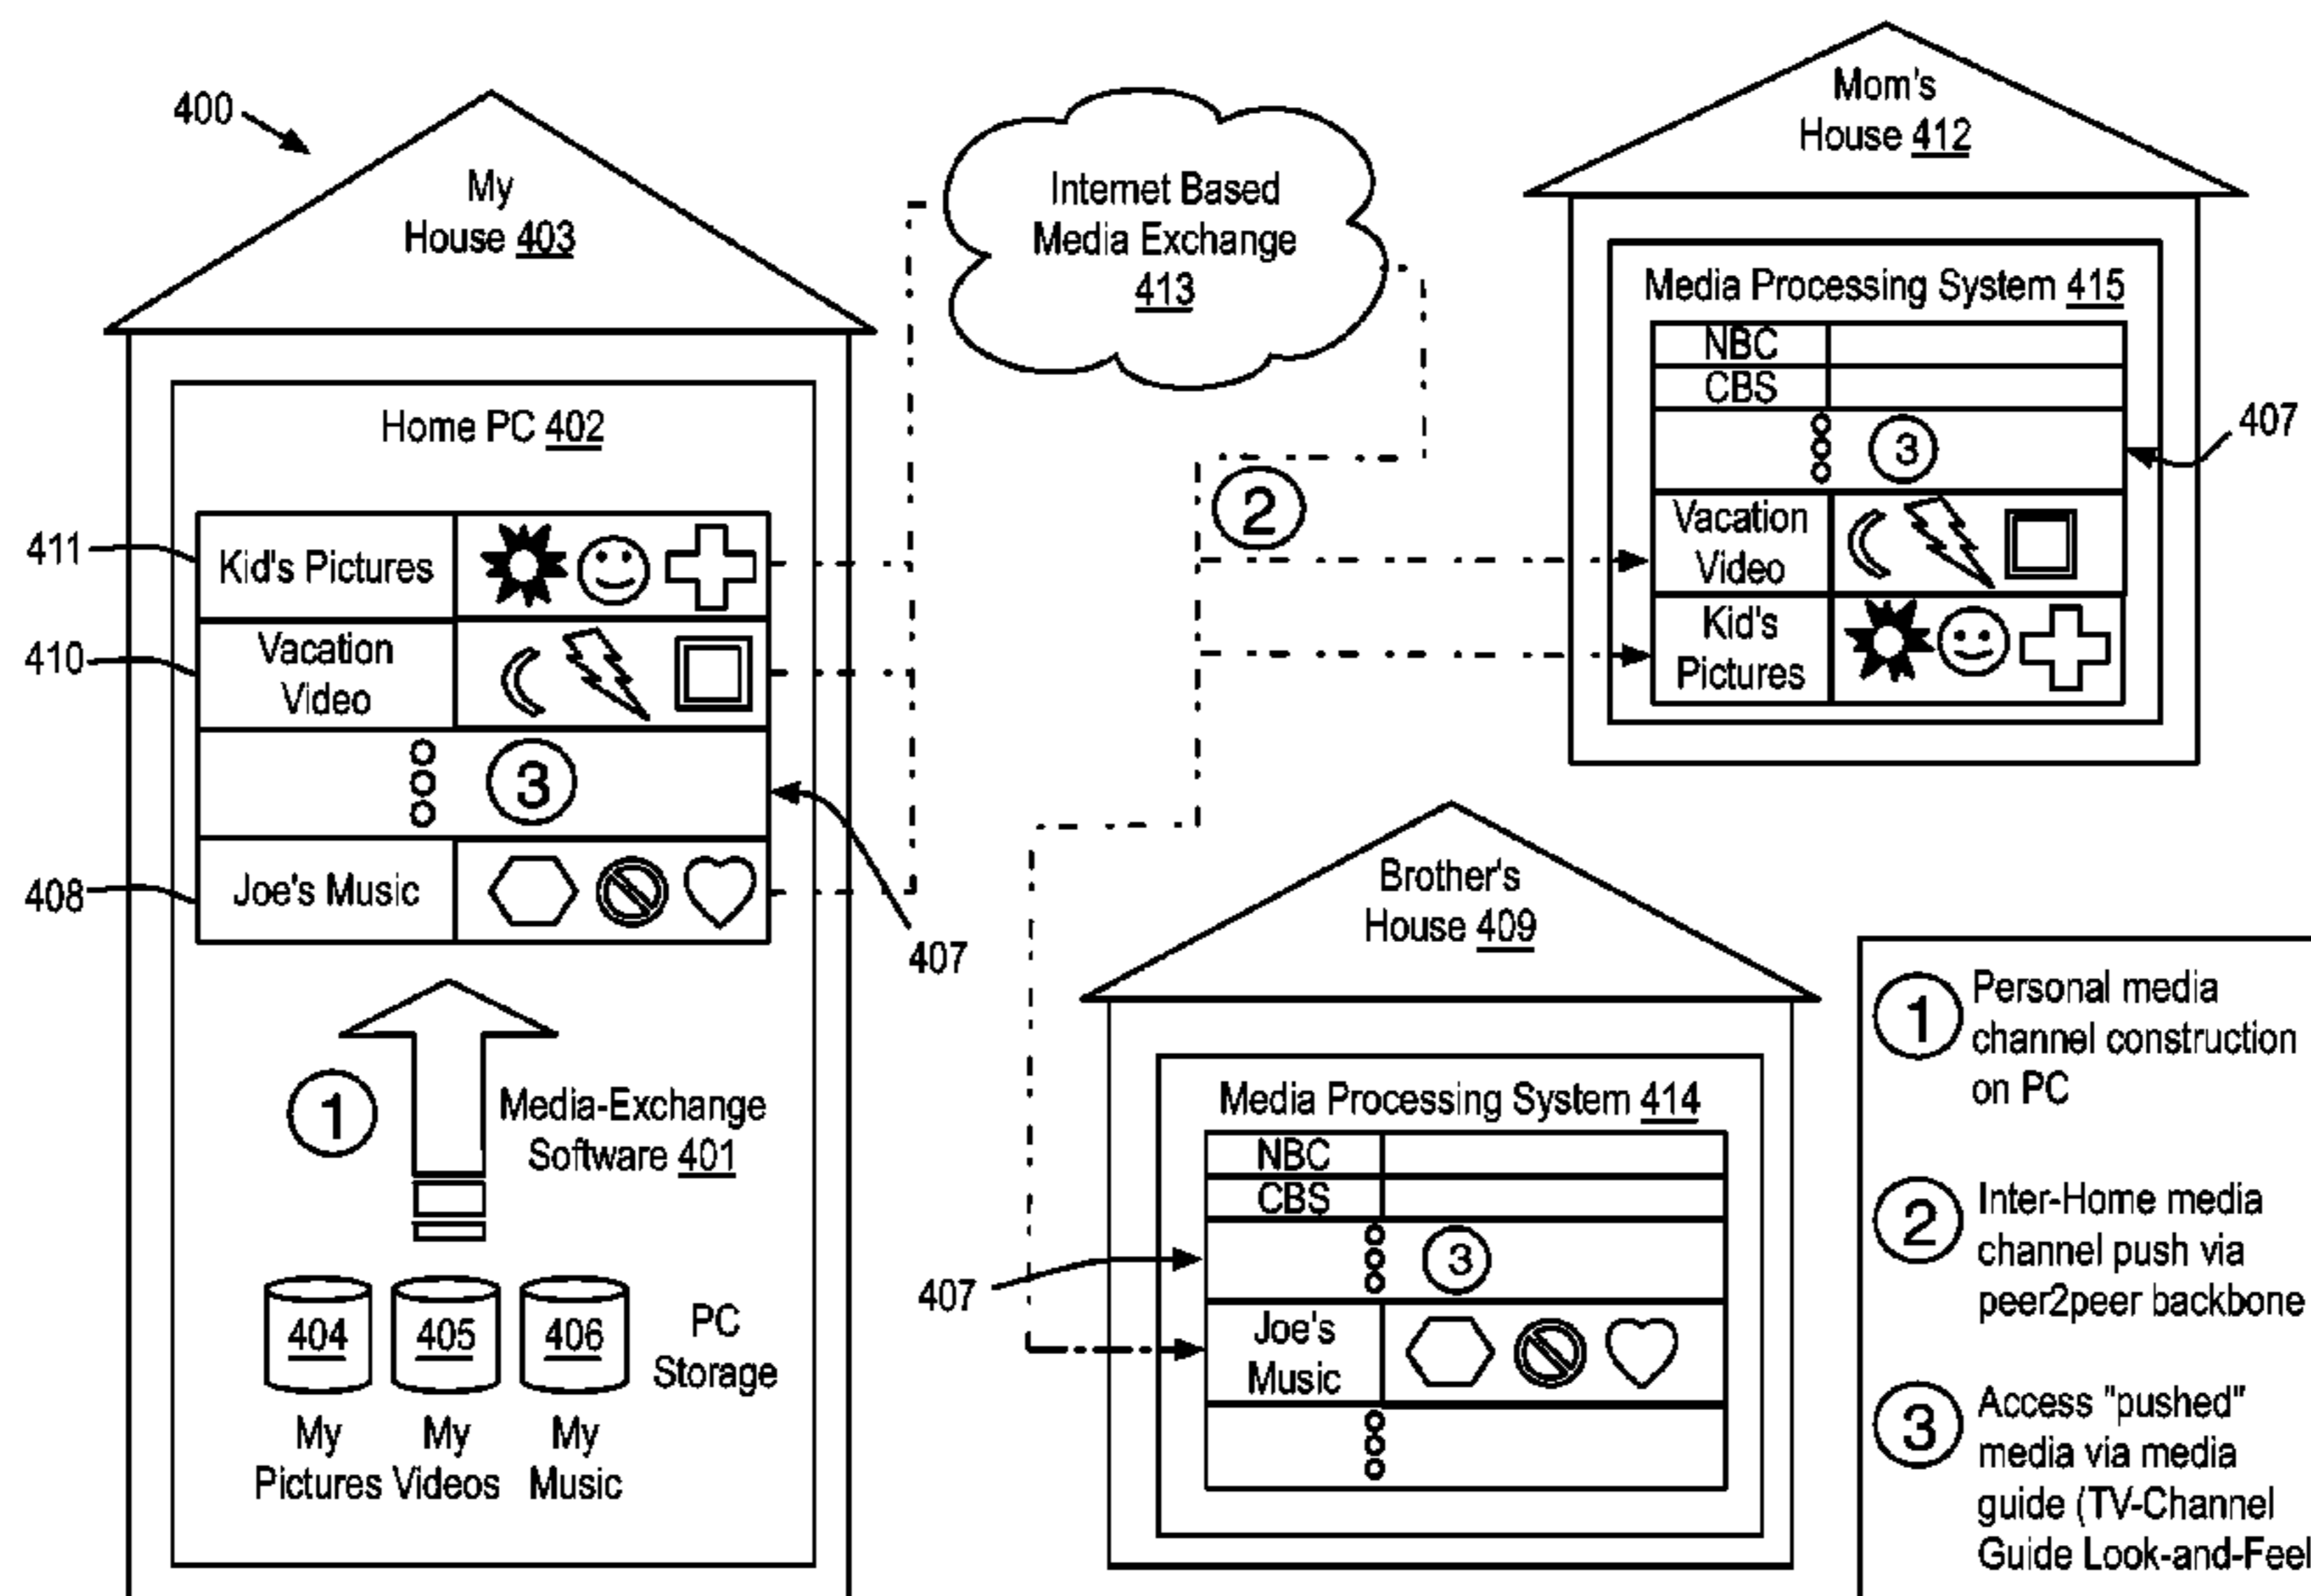 400
My
House 403
Home PC 402
411
Kid's Pictures
410
Vacation
Video
3
408
Joe's Music
407
1
Media-Exchange
Software 401
404
405
406
PC
Storage
My
Pictures
My
Videos
My
Music
Internet Based
Media Exchange
413
2
Mom's
House 412
Media Processing System 415
NBC
CBS
3
407
Vacation
Video
Kid's
Pictures
Brother's
House 409
Media Processing System 414
NBC
CBS
3
407
Joe's
Music
1 Personal media
channel construction
on PC
2 Inter-Home media
channel push via
peer2peer backbone
3 Access "pushed"
media via media
guide (TV-Channel
Guide Look-and-Feel